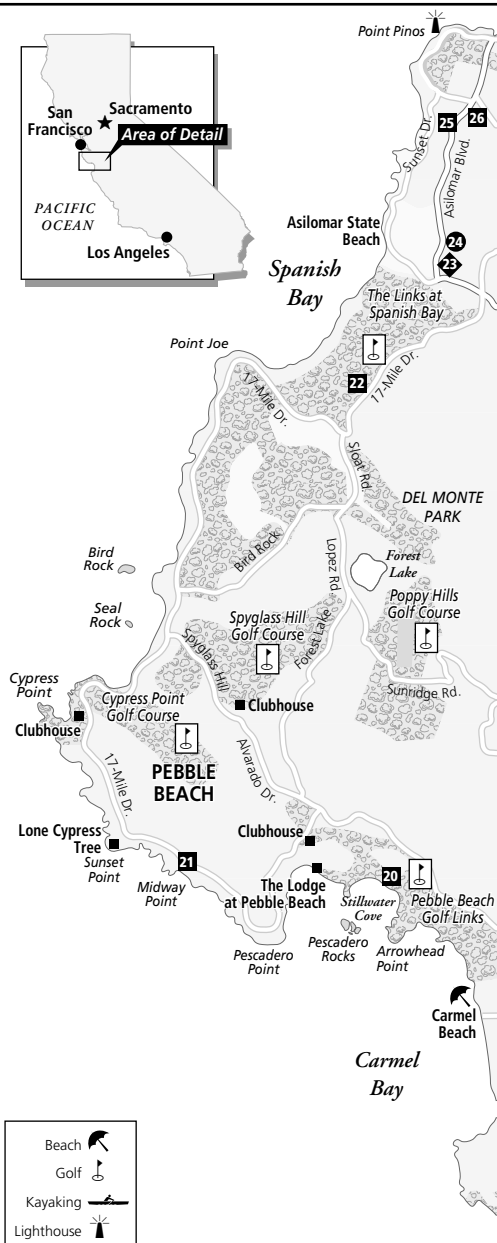 Point Pinos
San
Francisco
Sacramento
Area of Detail
PACIFIC
OCEAN
Los Angeles
25
26
Sunset Dr.
Asilomar Blvd.
Asilomar State
Beach
24
23
Spanish
Bay
The Links at
Spanish Bay
Point Joe
22
17-Mile Dr.
17-Mile Dr.
Sloat Rd.
DEL MONTE
PARK
Bird Rock
Lopez Rd.
Forest
Lake
Bird
Rock
Seal
Rock
Spyglass Hill
Golf Course
Forest Lake
Poppy Hills
Golf Course
Spyglass Hill
Sunridge Rd.
Cypress
Point
Cypress Point
Golf Course
Clubhouse
Clubhouse
PEBBLE
BEACH
17-Mile Dr.
Alvarado Dr.
Lone Cypress
Tree
Sunset
Point
Clubhouse
21
Midway
Point
The Lodge
at Pebble Beach
20
Stillwater
Cove
Pebble Beach
Golf Links
Pescadero
Point
Pescadero
Rocks
Arrowhead
Point
Carmel
Beach
Carmel
Bay
Beach
Golf
Kayaking
Lighthouse